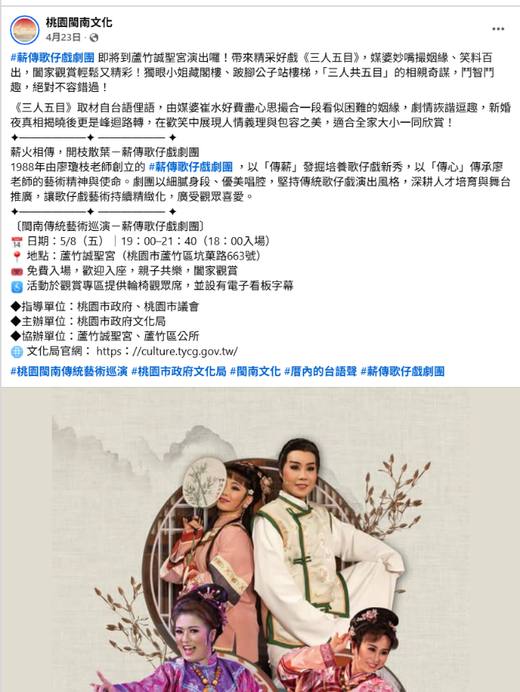 桃園閩南文化
4月23日 ·
#薪傳歌仔戲劇團 即將到蘆竹誠聖宮演出囉！帶來精采好戲《三人五目》，媒婆妙嘴撮姻緣、笑料百
出，闔家觀賞輕鬆又精彩！獨眼小姐藏閣樓、跛腳公子站樓梯，「三人共五目」的相親奇謀，鬥智鬥
趣，絕對不容錯過！
《三人五目》取材自台語俚語，由媒婆崔水好費盡心思撮合一段看似困難的姻緣，劇情詼諧逗趣，新婚
夜真相揭曉後更是峰迴路轉，在歡笑中展現人情義理與包容之美，適合全家大小一同欣賞！
✦———————✦ ———————— ✦
薪火相傳，開枝散葉－薪傳歌仔戲劇團
1988年由廖瓊枝老師創立的 #薪傳歌仔戲劇團 ，以「傳薪」發掘培養歌仔戲新秀，以「傳心」傳承廖
老師的藝術精神與使命。劇團以細膩身段、優美唱腔，堅持傳統歌仔戲演出風格，深耕人才培育與舞台
推廣，讓歌仔戲藝術持續精緻化，廣受觀眾喜愛。
✦———————✦ ———————— ✦
〔閩南傳統藝術巡演－薪傳歌仔戲劇團〕
📅 日期：5/8（五）｜19：00–21：40（18：00入場）
📍 地點：蘆竹誠聖宮（桃園市蘆竹區坑菓路663號）
🎟️ 免費入場，歡迎入座，親子共樂，闔家觀賞
♿ 活動於觀賞專區提供輪椅觀眾席，並設有電子看板字幕
◆指導單位：桃園市政府、桃園市議會
◆主辦單位：桃園市政府文化局
◆協辦單位：蘆竹誠聖宮、蘆竹區公所
🌐 文化局官網： https：//culture.tycg.gov.tw/
#桃園閩南傳統藝術巡演 #桃園市政府文化局 #閩南文化 #厝內的台語聲 #薪傳歌仔戲劇團